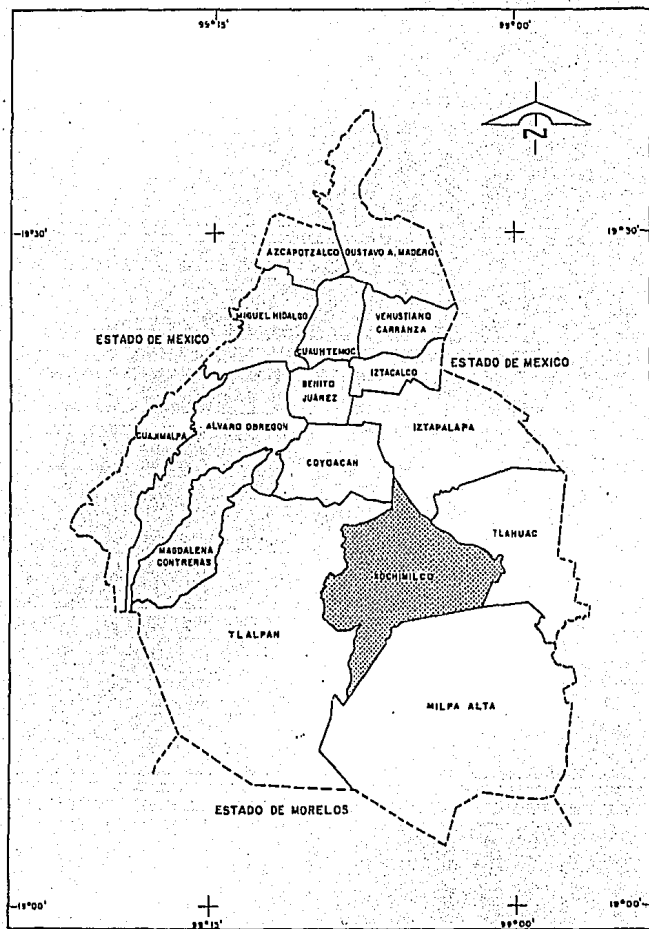 99°15'
99°00'
N
19°30'
19°30'
AZCAPOTZALCO
GUSTAVO A. MADERO
MIGUEL HIDALGO
VENUSTIANO
CARRANZA
ESTADO DE MEXICO
CUAUHTEMOC
ESTADO DE MEXICO
IZTACALCO
BENITO
JUÁREZ
CUAJIMALPA
ALVARO OBREGON
IZTAPALAPA
COYOACAN
TLAHUAC
MAGDALENA
CONTRERAS
XOCHIMILCO
TLALPAN
MILPA ALTA
ESTADO DE MORELOS
19°00'
19°00'
99°15'
99°00'